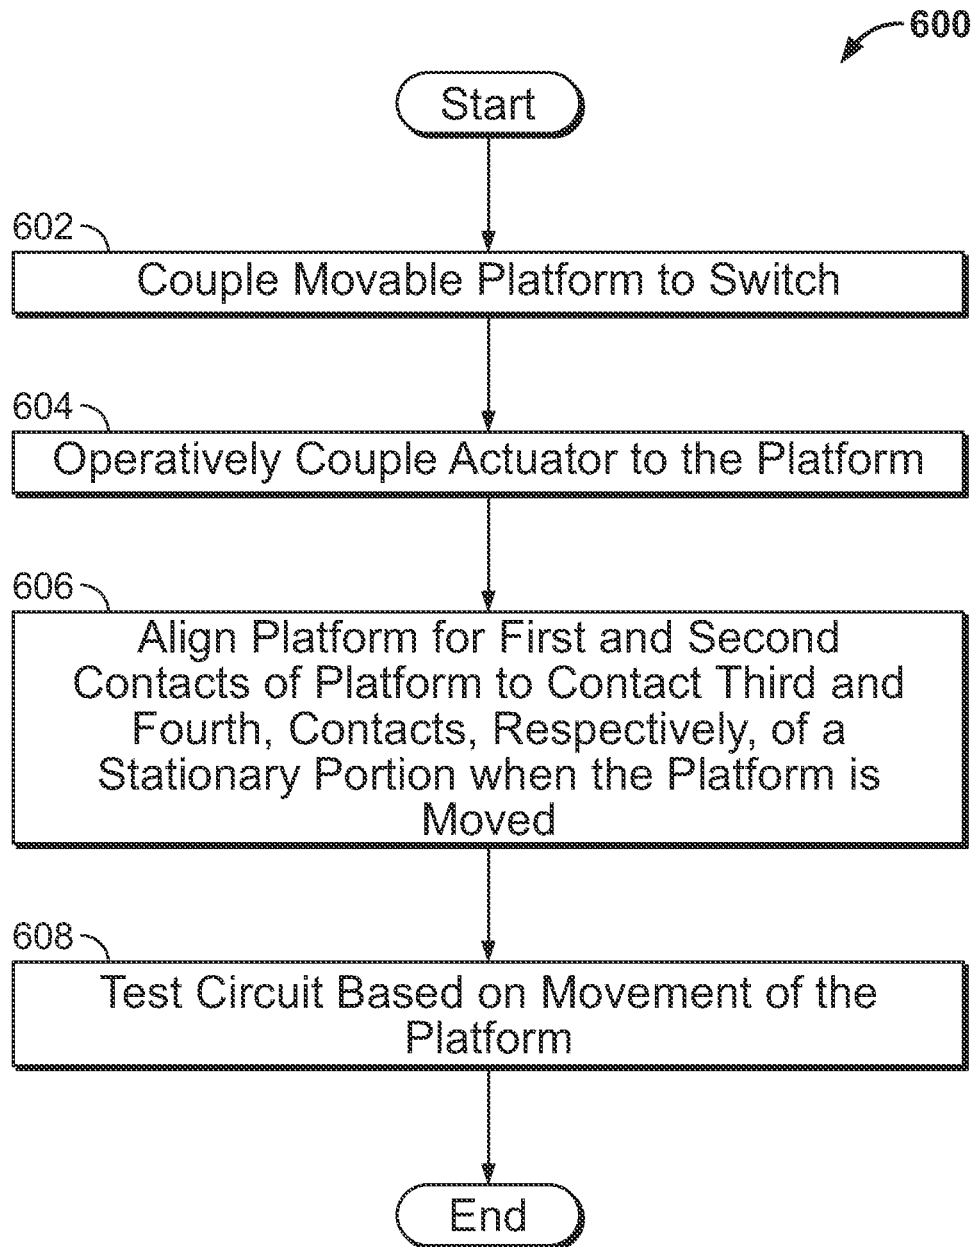 600
Start
602
Couple Movable Platform to Switch
604
Operatively Couple Actuator to the Platform
606
Align Platform for First and Second
Contacts of Platform to Contact Third and
Fourth, Contacts, Respectively, of a
Stationary Portion when the Platform is
Moved
608
Test Circuit Based on Movement of the
Platform
End